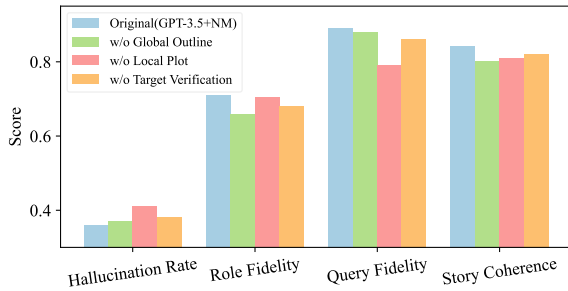 Original(GPT-3.5+NM)
w/o Global Outline
w/o Local Plot
w/o Target Verification
Score
0.8
0.6
0.4
Hallucination Rate
Role Fidelity
Query Fidelity
Story Coherence